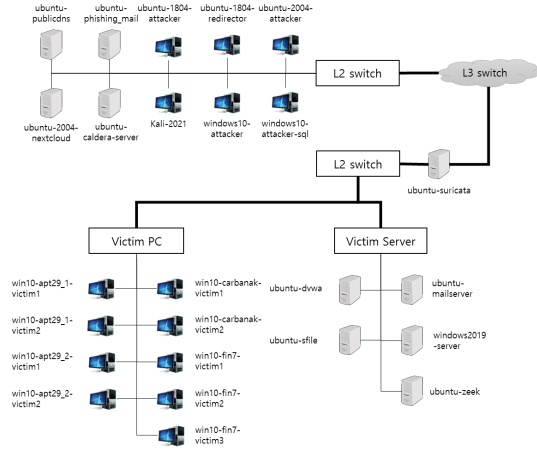 ubuntu-
publicdns
ubuntu-
phishing_mail
ubuntu-1804-
attacker
ubuntu-1804-
redirector
ubuntu-2004-
attacker
L2 switch
L3 switch
ubuntu-2004-
nextcloud
ubuntu-
caldera-server
Kali-2021
windows10-
attacker
windows10-
attacker-sql
L2 switch
ubuntu-suricata
Victim PC
Victim Server
win10-apt29_1-
victim1
win10-carbanak-
victim1
win10-apt29_1-
victim2
win10-carbanak-
victim2
win10-apt29_2-
victim1
win10-fin7-
victim1
win10-apt29_2-
victim2
win10-fin7-
victim2
win10-fin7-
victim3
ubuntu-dvwa
ubuntu-
mailserver
ubuntu-sfile
windows2019
-server
ubuntu-zeek